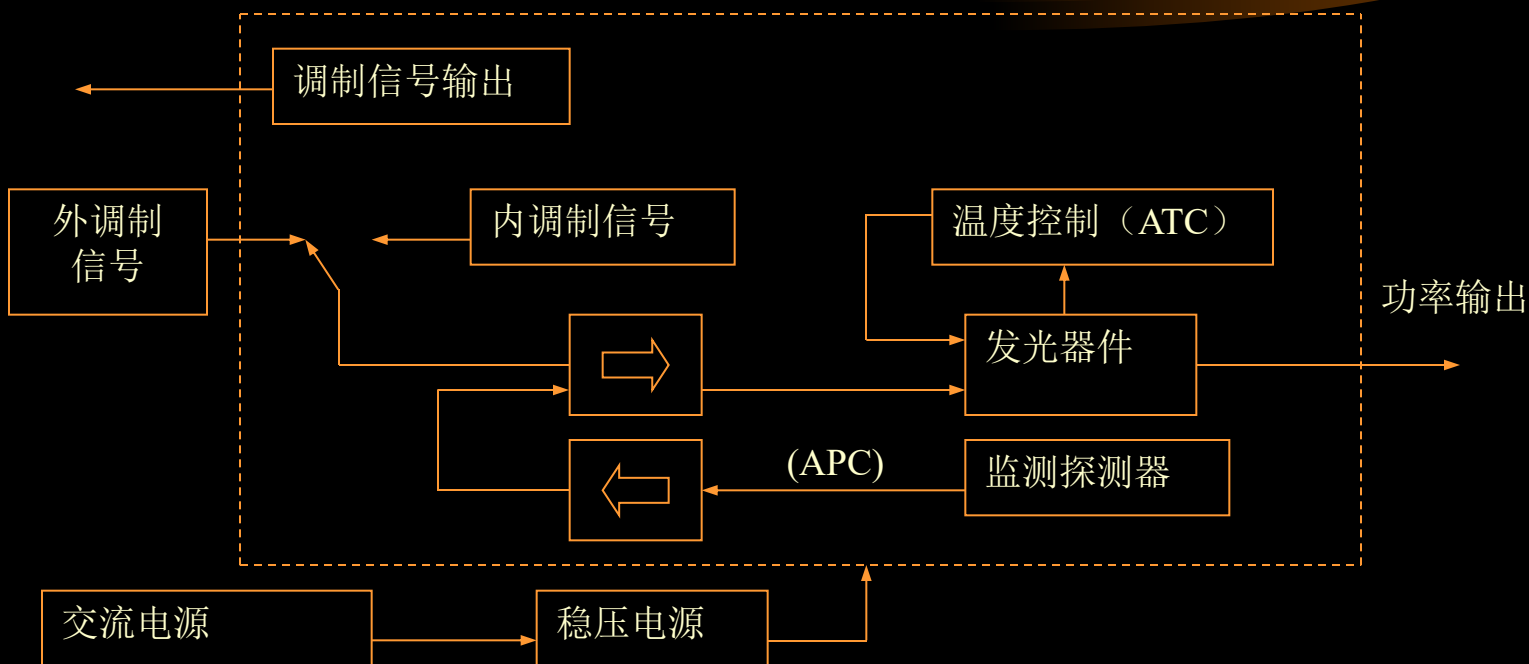 调制信号输出
外调制
信号
内调制信号
温度控制（ATC）
功率输出
发光器件
(APC)
监测探测器
交流电源
稳压电源